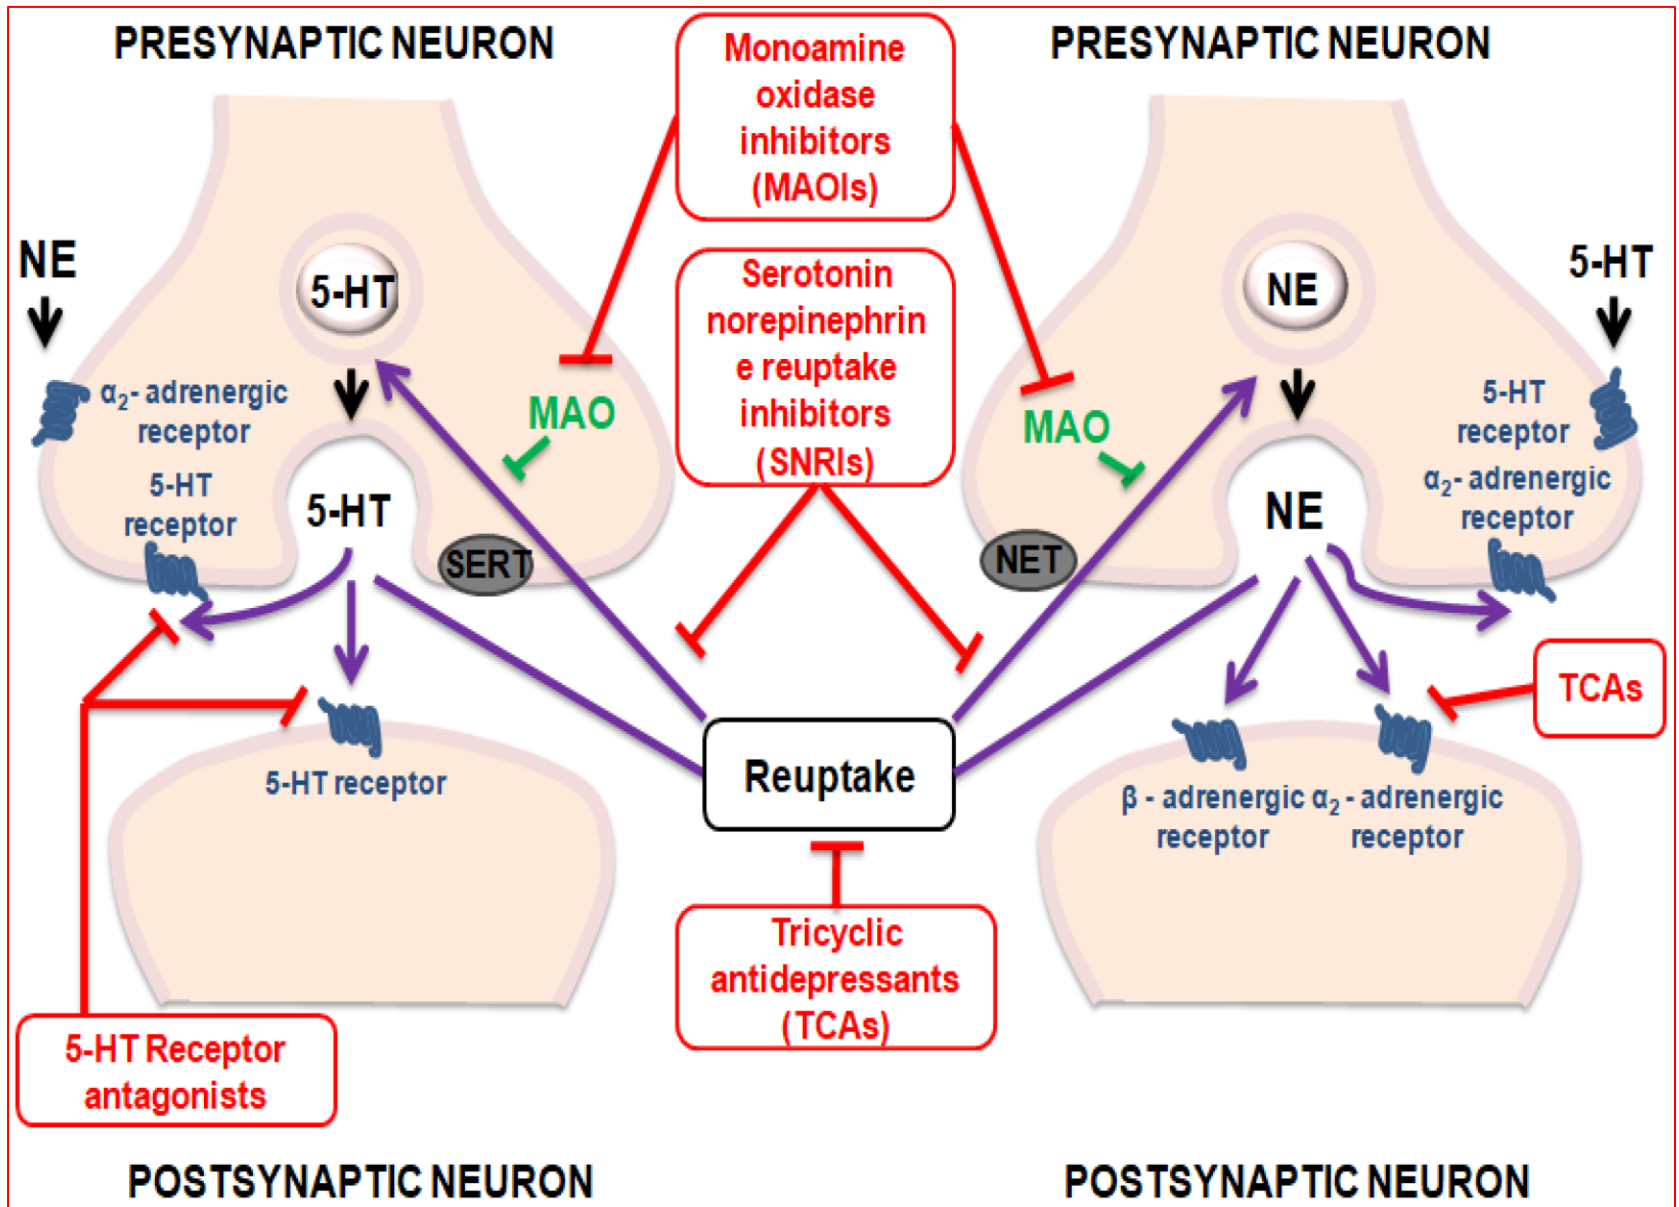 PRESYNAPTIC NEURON
Monoamine
oxidase
inhibitors
(MAOIs)
PRESYNAPTIC NEURON
NE
5-HT
Serotonin
norepinephrin
e reuptake
inhibitors
(SNRIs)
NE
5-HT
α₂- adrenergic
receptor
MAO
MAO
5-HT
receptor
5-HT
receptor
5-HT
α₂- adrenergic
receptor
NE
SERT
NET
TCAs
5-HT receptor
Reuptake
β - adrenergic
receptor
α₂ - adrenergic
receptor
Tricyclic
antidepressants
(TCAs)
5-HT Receptor
antagonists
POSTSYNAPTIC NEURON
POSTSYNAPTIC NEURON